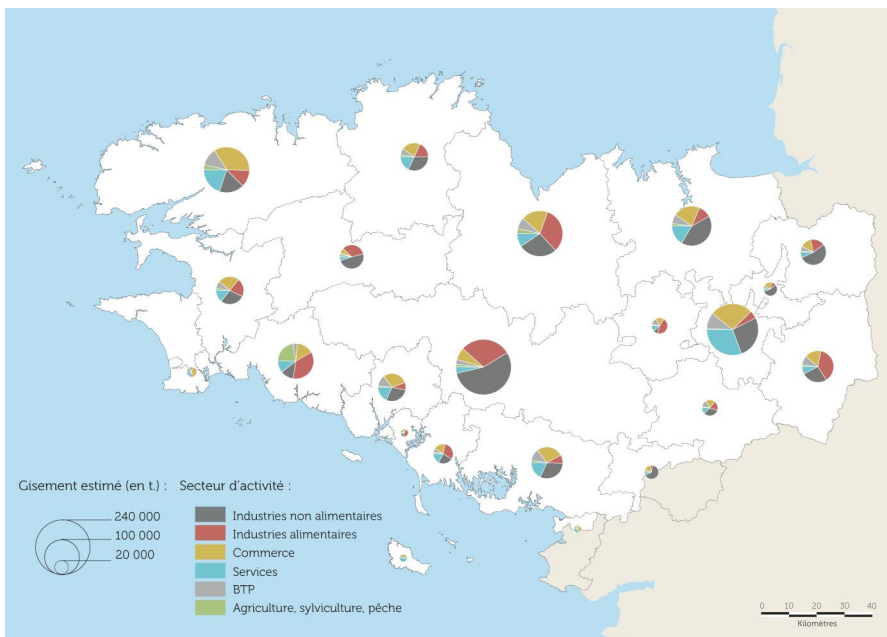 Gisement estimé (en t.) :
240 000
100 000
20 000
Secteur d'activité :
Industries non alimentaires
Industries alimentaires
Commerce
Services
BTP
Agriculture, sylviculture, pêche
0 10 20 30 40
Kilomètres